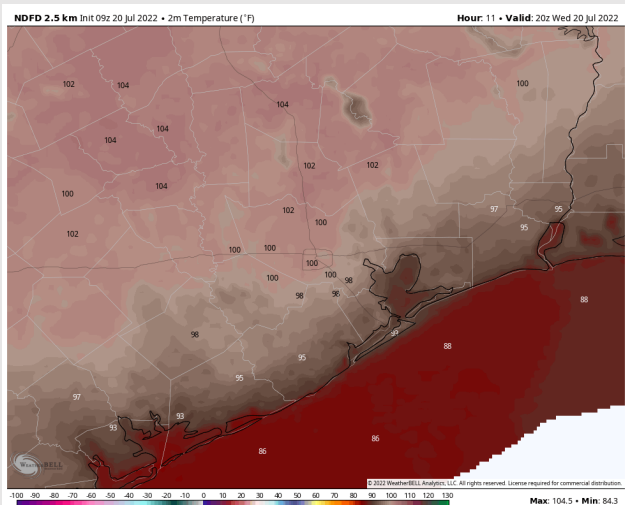 NDFD 2.5 km Init 09z 20 Jul 2022 • 2m Temperature (°F) Hour: 11 • Valid: 20z Wed 20 Jul 2022
102 104 100
104
104 104
102 102
104
100
102 97 95
102 100 95
100 100
100
100 100 98
98 98 88
98 89
88
95
95
97
93
93
86 86
WeatherBELL
© 2022 WeatherBELL Analytics, LLC. All rights reserved. License required for commercial distribution.
-100 -90 -80 -70 -60 -50 -40 -30 -20 -10 0 10 20 30 40 50 60 70 80 90 100 110 120 130
Max: 104.5 • Min: 84.3